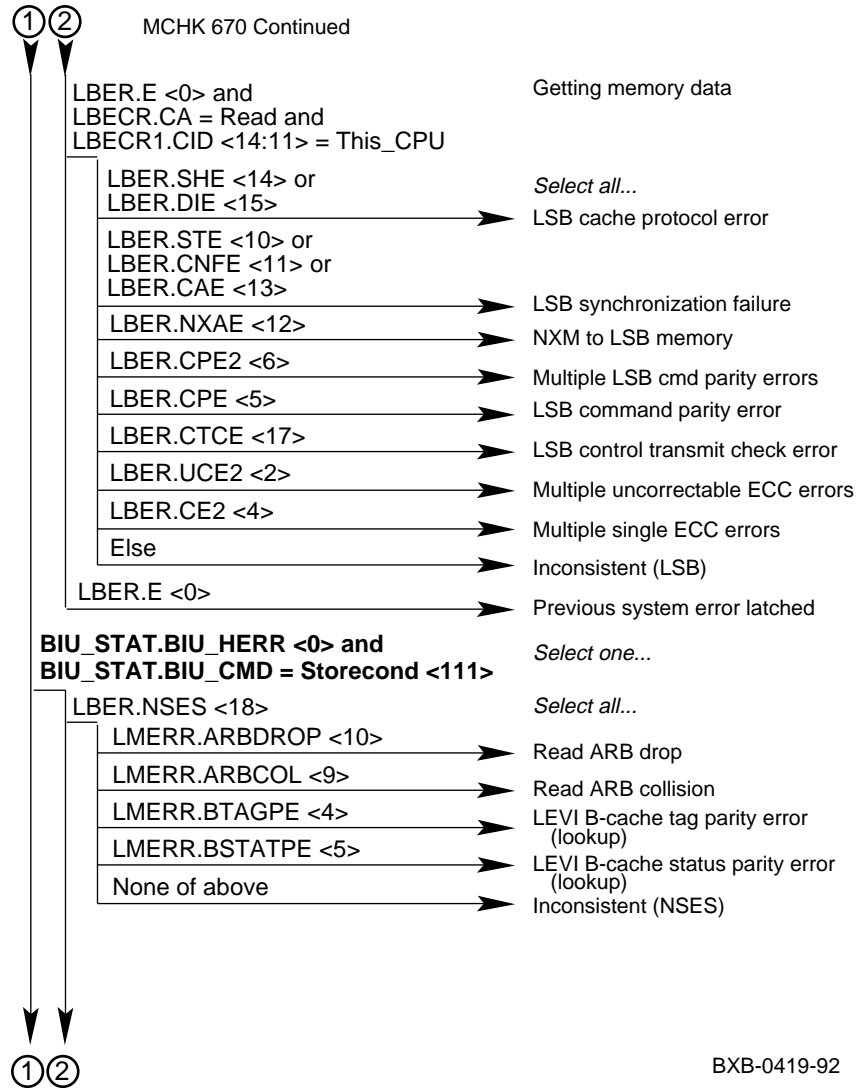 ① ② MCHK 670 Continued
LBER.E <0> and Getting memory data
LBECR.CA = Read and
LBECR1.CID <14:11> = This_CPU
LBER.SHE <14> or Select all...
LBER.DIE <15> LSB cache protocol error
LBER.STE <10> or
LBER.CNFE <11> or
LBER.CAE <13> LSB synchronization failure
LBER.NXAE <12> NXM to LSB memory
LBER.CPE2 <6> Multiple LSB cmd parity errors
LBER.CPE <5> LSB command parity error
LBER.CTCE <17> LSB control transmit check error
LBER.UCE2 <2> Multiple uncorrectable ECC errors
LBER.CE2 <4> Multiple single ECC errors
Else Inconsistent (LSB)
LBER.E <0> Previous system error latched
BIU_STAT.BIU_HERR <0> and Select one...
BIU_STAT.BIU_CMD = Storecond <111>
LBER.NSES <18> Select all...
LMERR.ARBDROP <10> Read ARB drop
LMERR.ARBCOL <9> Read ARB collision
LMERR.BTAGPE <4> LEVI B-cache tag parity error
(lookup)
LMERR.BSTATPE <5> LEVI B-cache status parity error
(lookup)
None of above Inconsistent (NSES)
① ② BXB-0419-92